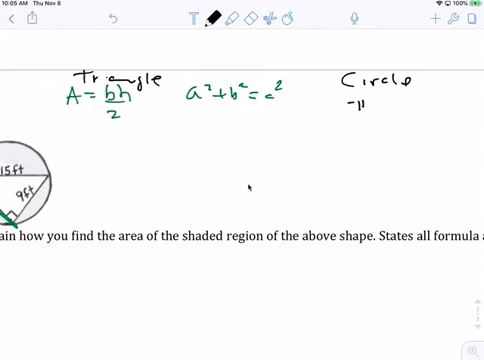 10:05 AM Thu Nov 8
Triangle
A = bh/2
a² + b² = c²
Circle
15ft
9ft
ain how you find the area of the shaded region of the above shape. States all formula a